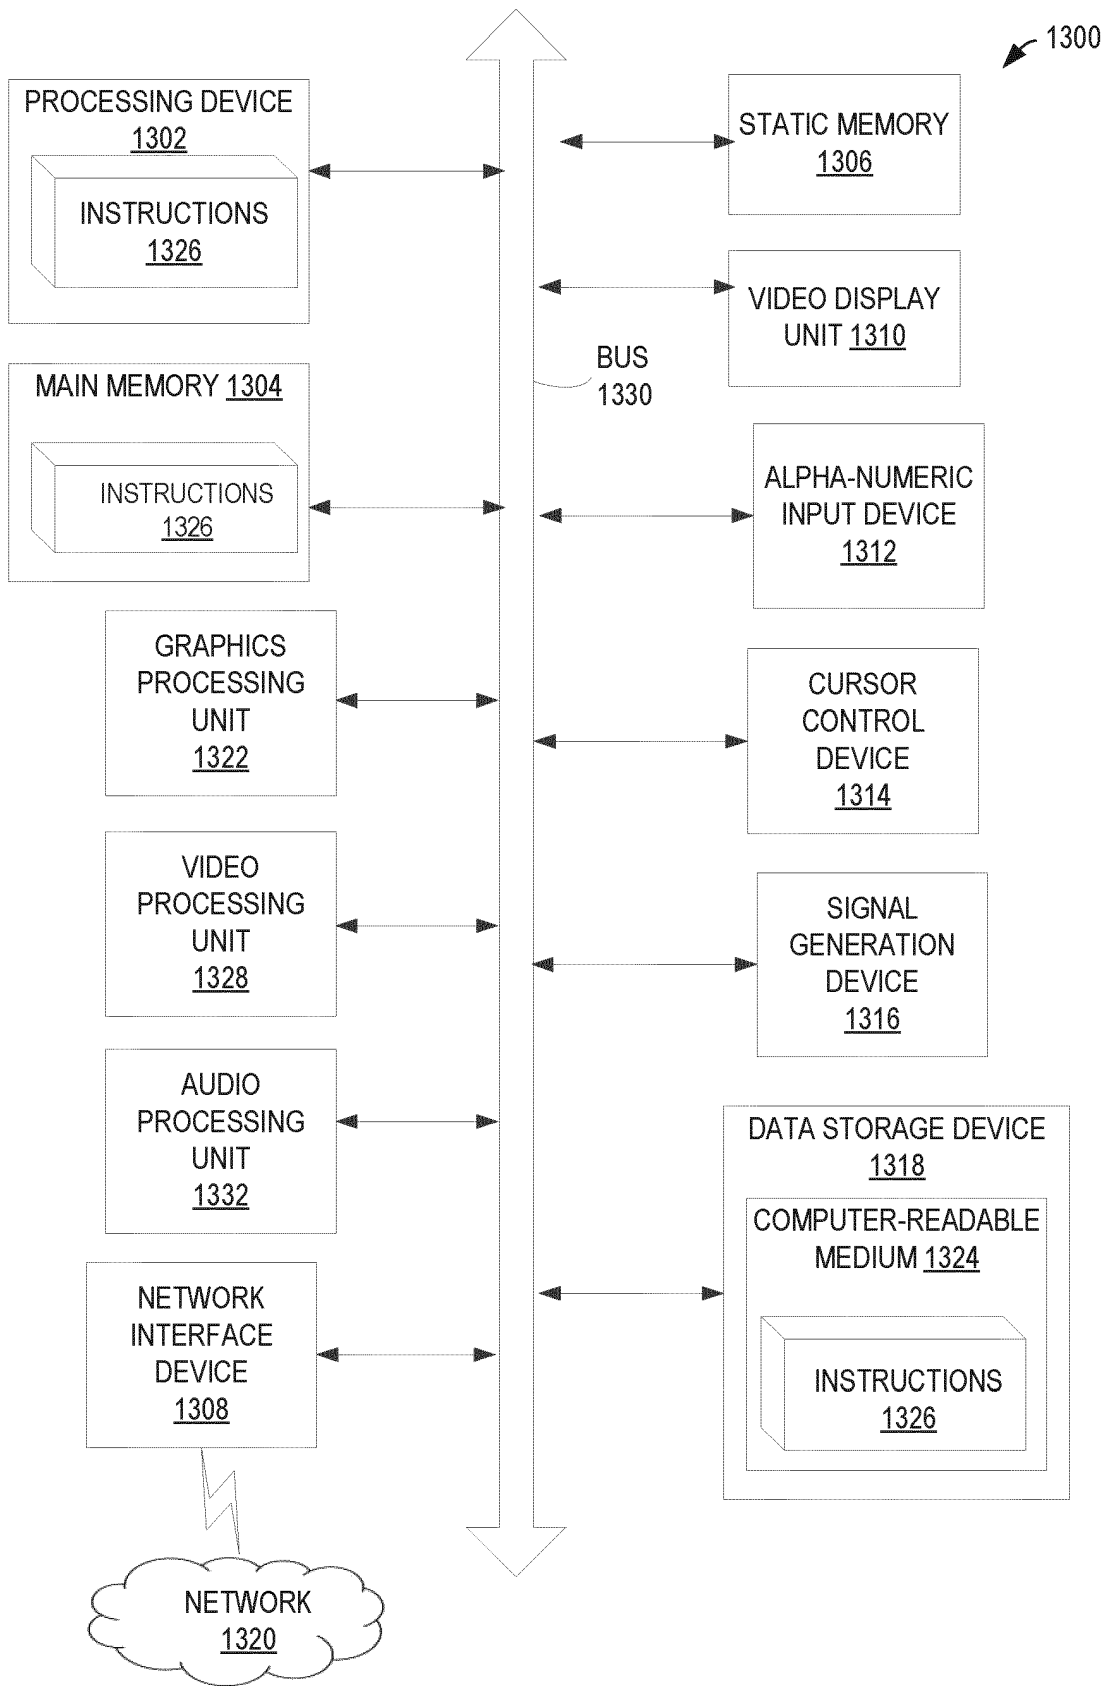 1300
PROCESSING DEVICE
1302
INSTRUCTIONS
1326
MAIN MEMORY 1304
INSTRUCTIONS
1326
GRAPHICS
PROCESSING
UNIT
1322
VIDEO
PROCESSING
UNIT
1328
AUDIO
PROCESSING
UNIT
1332
NETWORK
INTERFACE
DEVICE
1308
NETWORK
1320
BUS
1330
STATIC MEMORY
1306
VIDEO DISPLAY
UNIT 1310
ALPHA-NUMERIC
INPUT DEVICE
1312
CURSOR
CONTROL
DEVICE
1314
SIGNAL
GENERATION
DEVICE
1316
DATA STORAGE DEVICE
1318
COMPUTER-READABLE
MEDIUM 1324
INSTRUCTIONS
1326